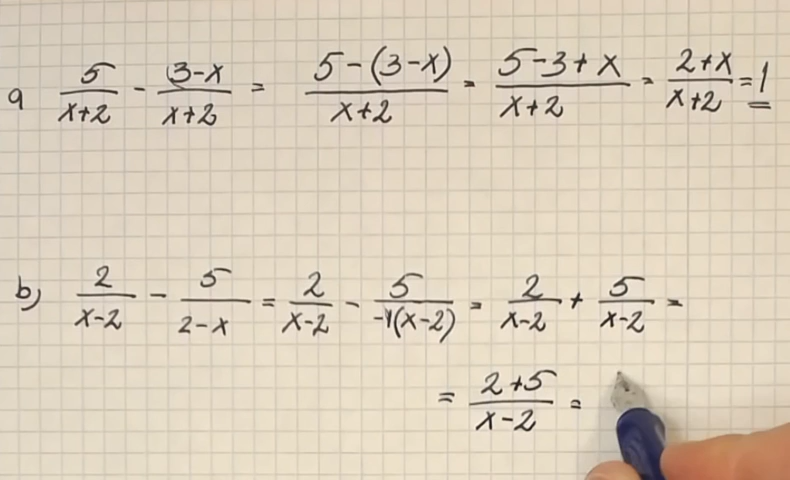 a 5/(x+2) - (3-x)/(x+2) = (5-(3-x))/(x+2) = (5-3+x)/(x+2) = (2+x)/(x+2) = 1
b) 2/(x-2) - 5/(2-x) = 2/(x-2) - 5/(-1(x-2)) = 2/(x-2) + 5/(x-2) =
= (2+5)/(x-2) =